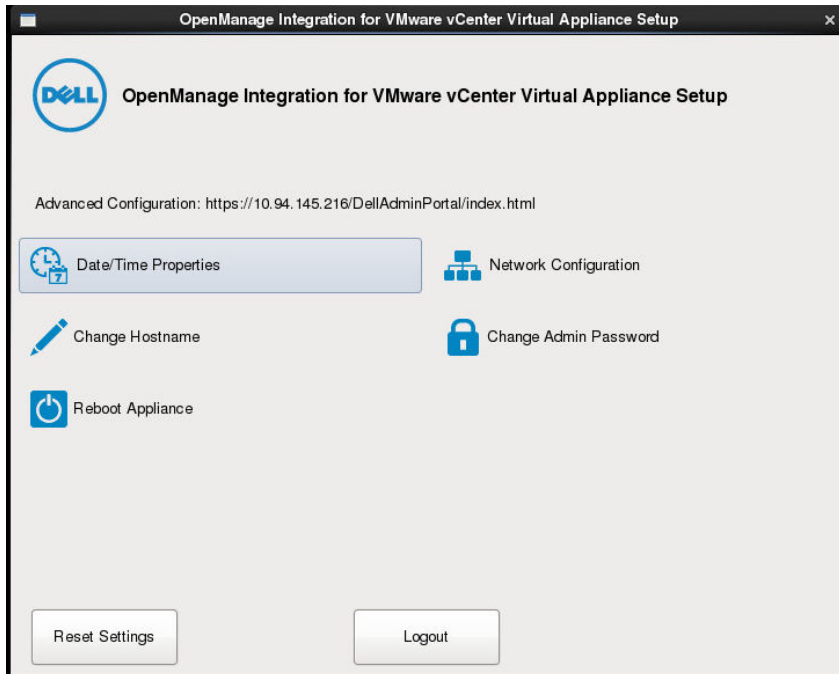 OpenManage Integration for VMware vCenter Virtual Appliance Setup
DELL
OpenManage Integration for VMware vCenter Virtual Appliance Setup
Advanced Configuration: https://10.94.145.216/DellAdminPortal/index.html
7
Date/Time Properties
Network Configuration
Change Hostname
Change Admin Password
Reboot Appliance
Reset Settings
Logout